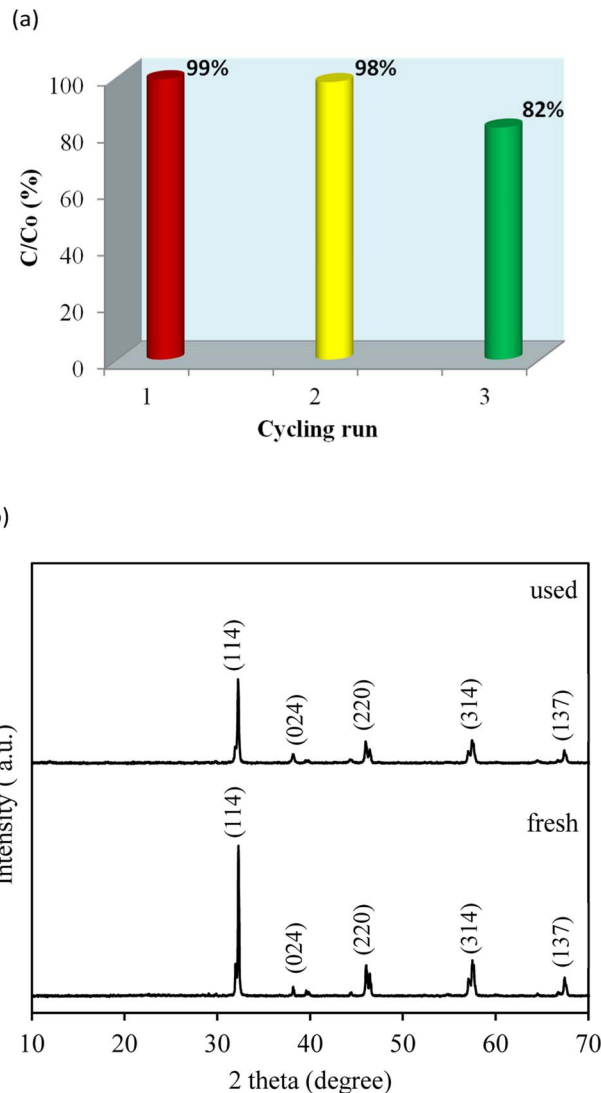 (a)
99%
98%
82%
100
80
60
40
20
0
C/Co (%)
1 2 3
Cycling run
used
(114)
(024)
(220)
(314)
(137)
fresh
(114)
(024)
(220)
(314)
(137)
( a.u.)
10 20 30 40 50 60 70
2 theta (degree)